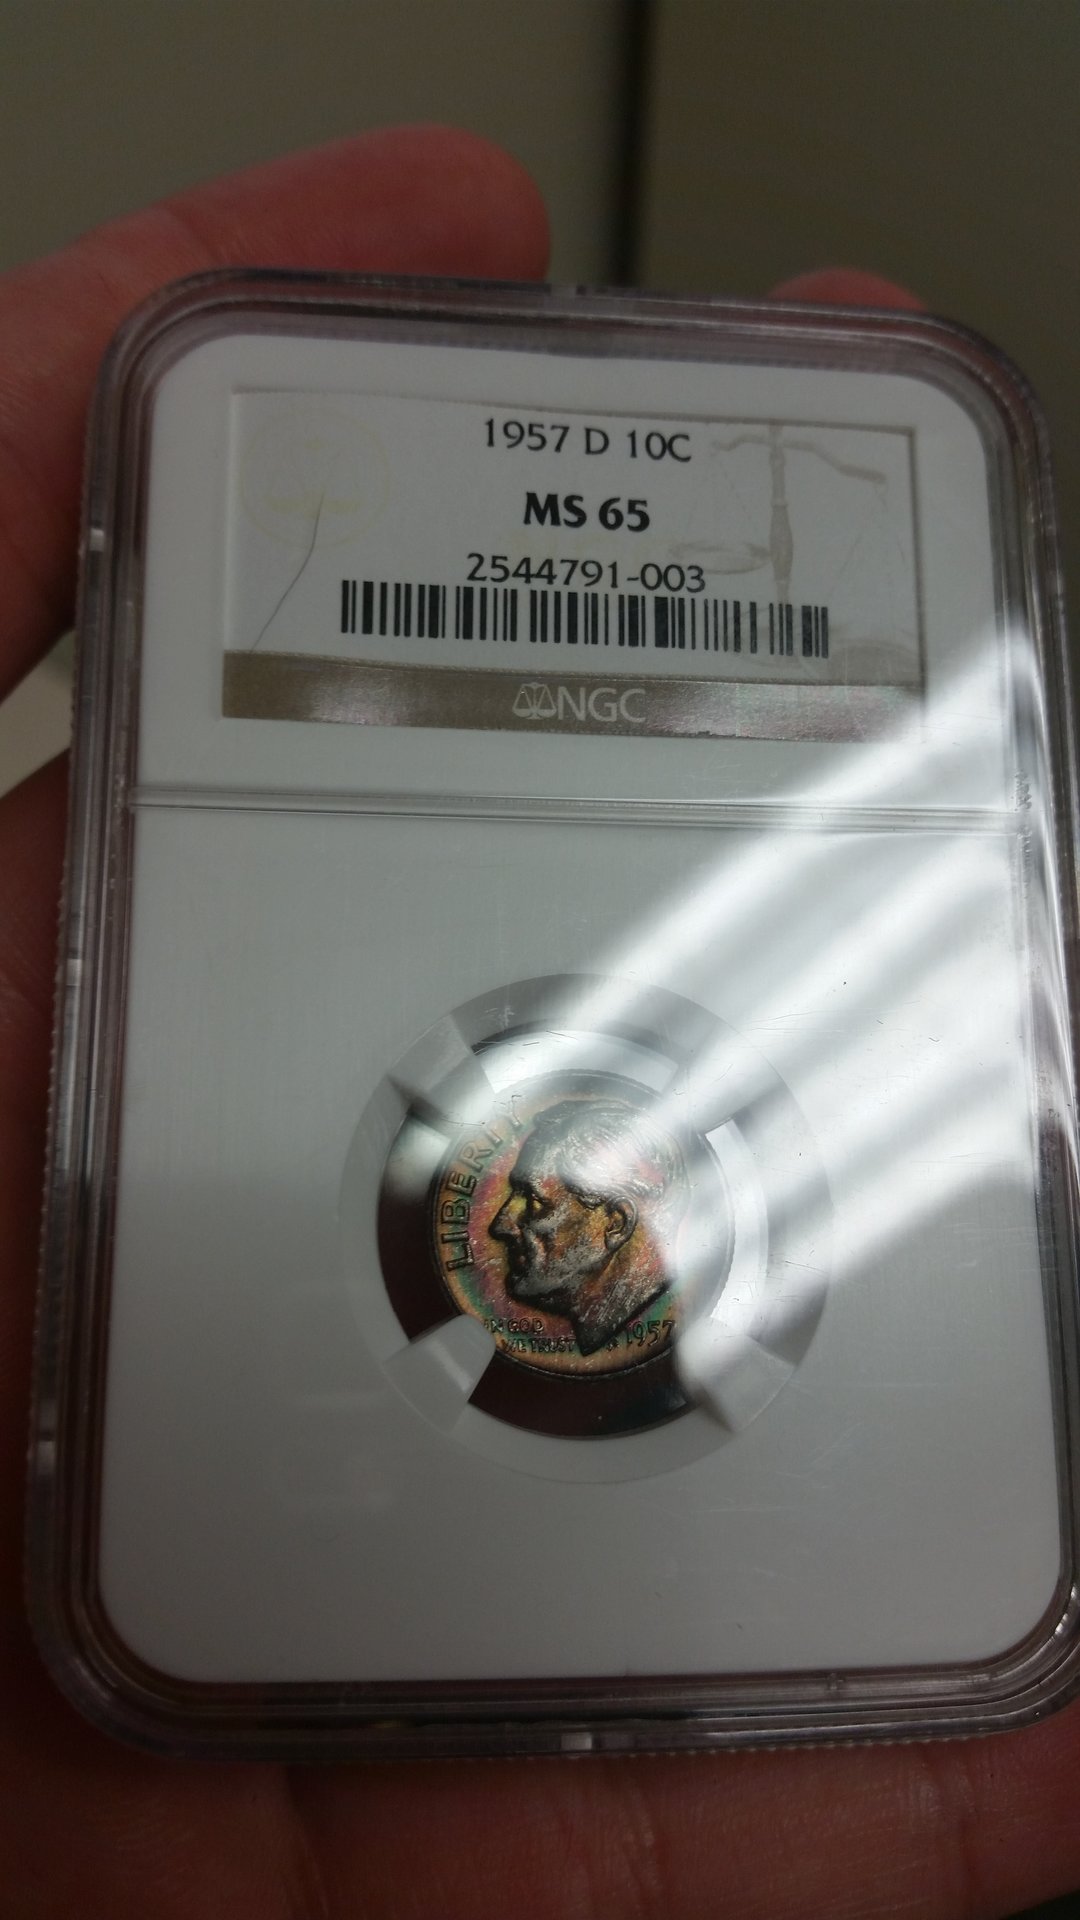 1957 D 10C
MS 65
2544791-003
NGC
LIBERTY
IN GOD
WE TRUST
1957